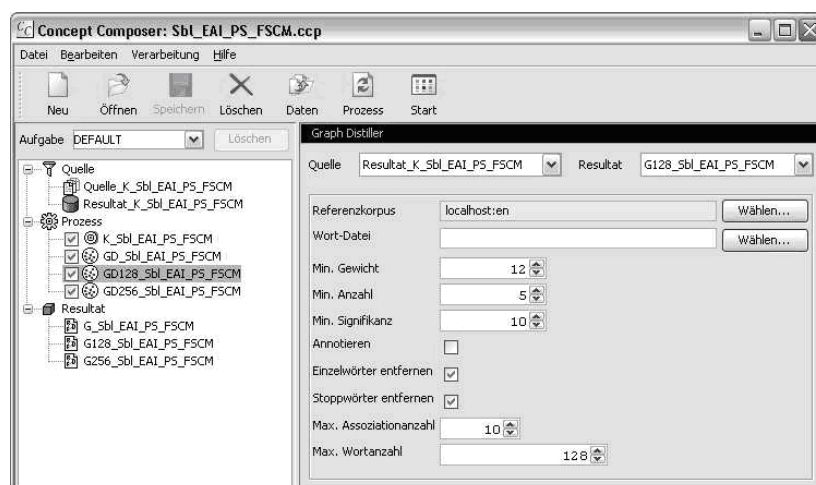 Concept Composer: Sbl_EAI_PS_FSCM.ccp
Datei Bearbeiten Verarbeitung Hilfe
Neu Öffnen Speichern Löschen Daten Prozess Start
Aufgabe DEFAULT Löschen
Quelle
Quelle_K_Sbl_EAI_PS_FSCM
Resultat_K_Sbl_EAI_PS_FSCM
Prozess
K_Sbl_EAI_PS_FSCM
GD_Sbl_EAI_PS_FSCM
GD128_Sbl_EAI_PS_FSCM
GD256_Sbl_EAI_PS_FSCM
Resultat
G_Sbl_EAI_PS_FSCM
G128_Sbl_EAI_PS_FSCM
G256_Sbl_EAI_PS_FSCM
Graph Distiller
Quelle Resultat_K_Sbl_EAI_PS_FSCM Resultat G128_Sbl_EAI_PS_FSCM
Referenzkorpus localhost:en Wählen...
Wort-Datei Wählen...
Min. Gewicht 12
Min. Anzahl 5
Min. Signifikanz 10
Annotieren
Einzelwörter entfernen
Stoppwörter entfernen
Max. Assoziationanzahl 10
Max. Wortanzahl 128